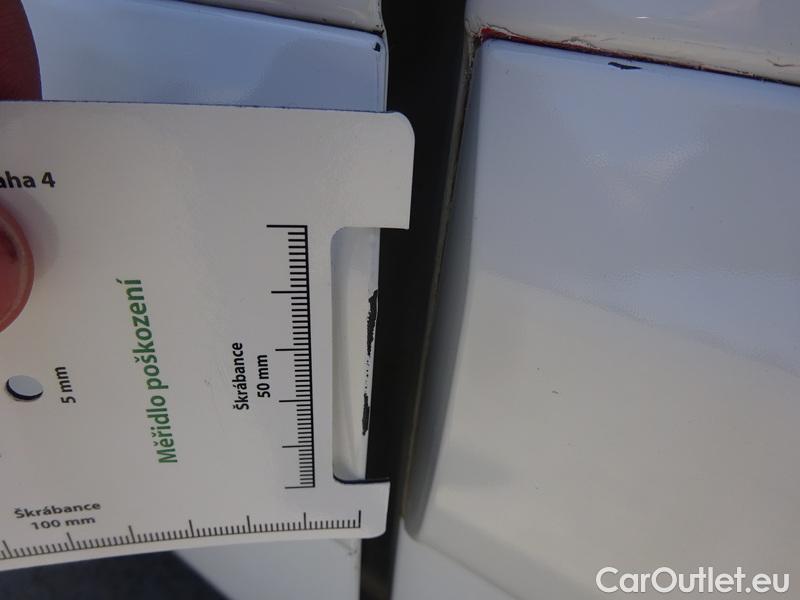 aha 4
Měřidlo poškození
Škrábance
50 mm
5 mm
Škrábance
100 mm
CarOutlet.eu